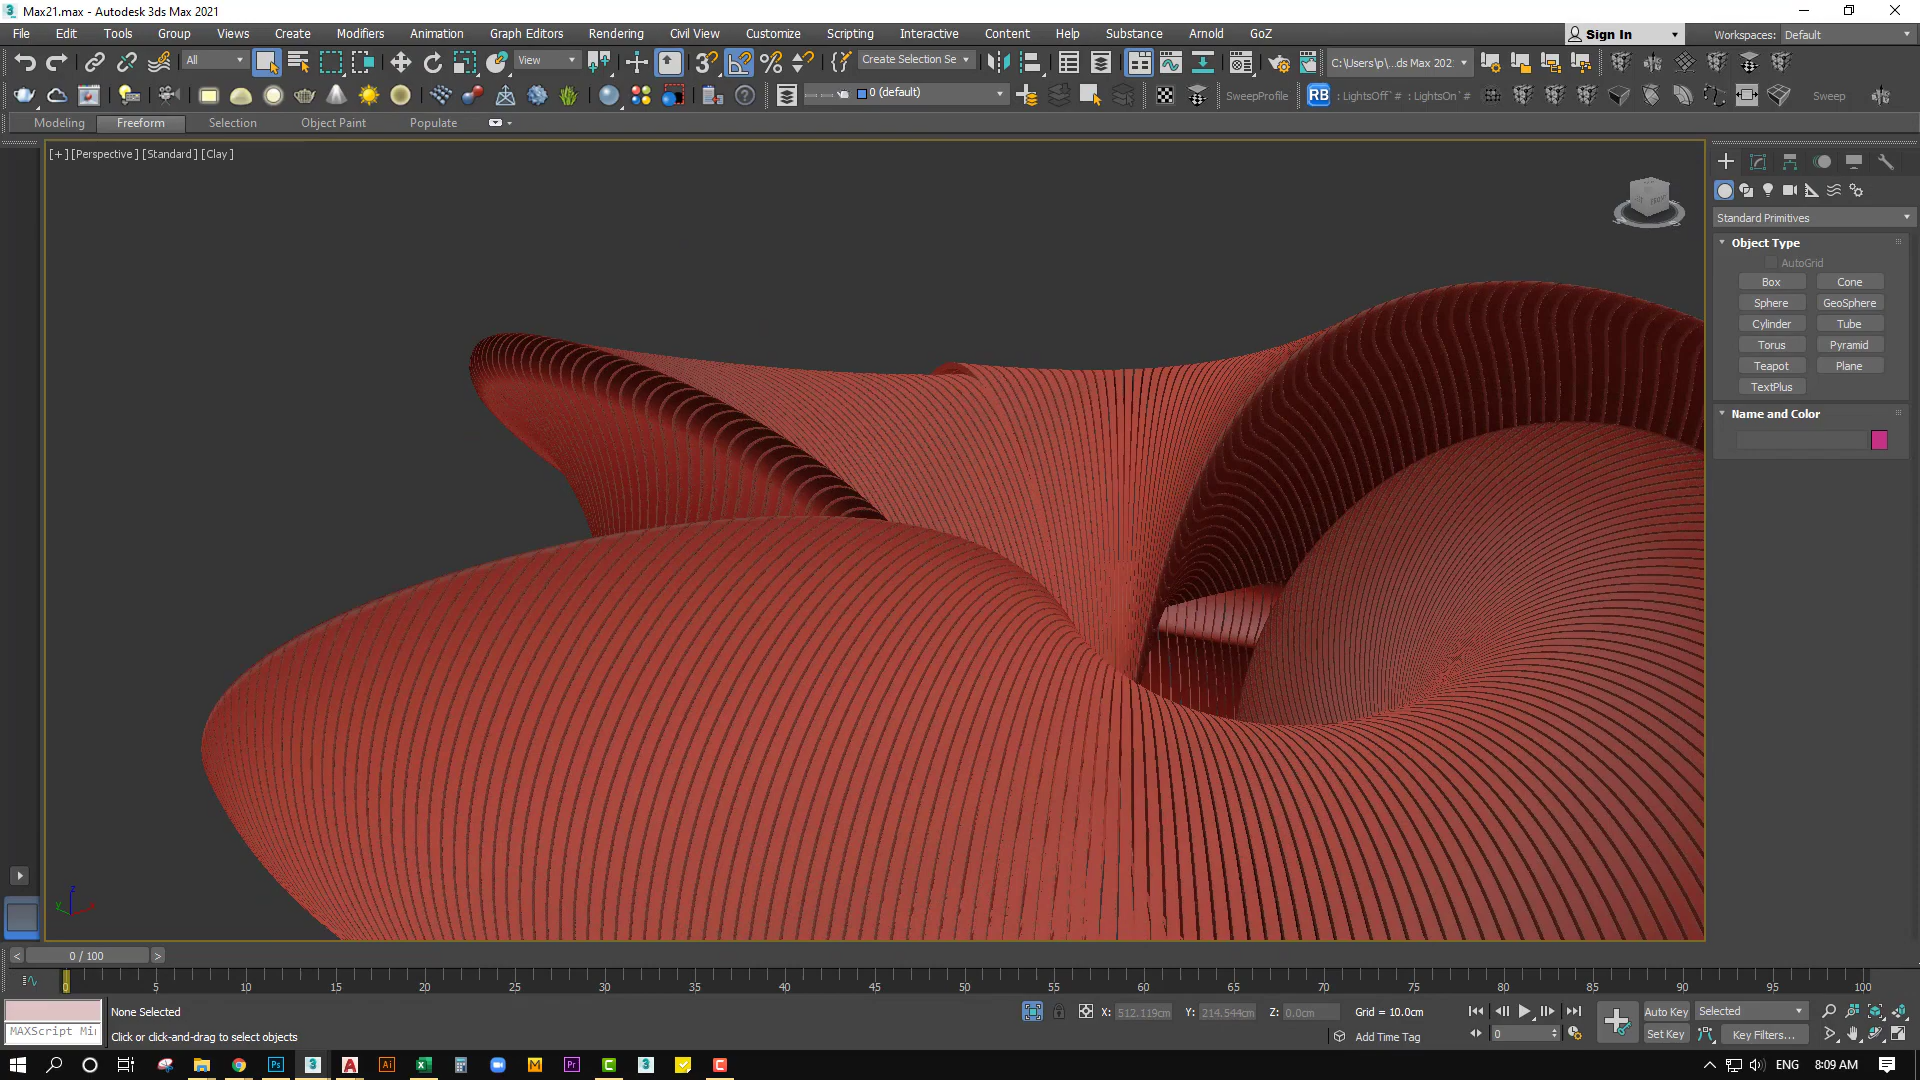 Max21.max - Autodesk 3ds Max 2021
File Edit Tools Group Views Create Modifiers Animation Graph Editors Rendering Civil View Customize Scripting Interactive Content Help Substance Arnold GoZ
Sign In
Workspaces: Default
All
View
Create Selection Se
C:\Users\p\...ds Max 202
0 (default)
SweepProfile
RB
: LightsOff`# : LightsOn`#
Sweep
Modeling Freeform Selection Object Paint Populate
[+] [Perspective] [Standard] [Clay]
Standard Primitives
Object Type
AutoGrid
Box Cone
Sphere GeoSphere
Cylinder Tube
Torus Pyramid
Teapot Plane
TextPlus
Name and Color
z
y
< 0 / 100 >
0 5 10 15 20 25 30 35 40 45 50 55 60 65 70 75 80 85 90 95 100
None Selected
X: 512.119cm Y: 214.544cm Z: 0.0cm Grid = 10.0cm
Auto Key Selected
MAXScript Mi
Click or click-and-drag to select objects
Add Time Tag
0
Set Key Key Filters...
ENG 8:09 AM